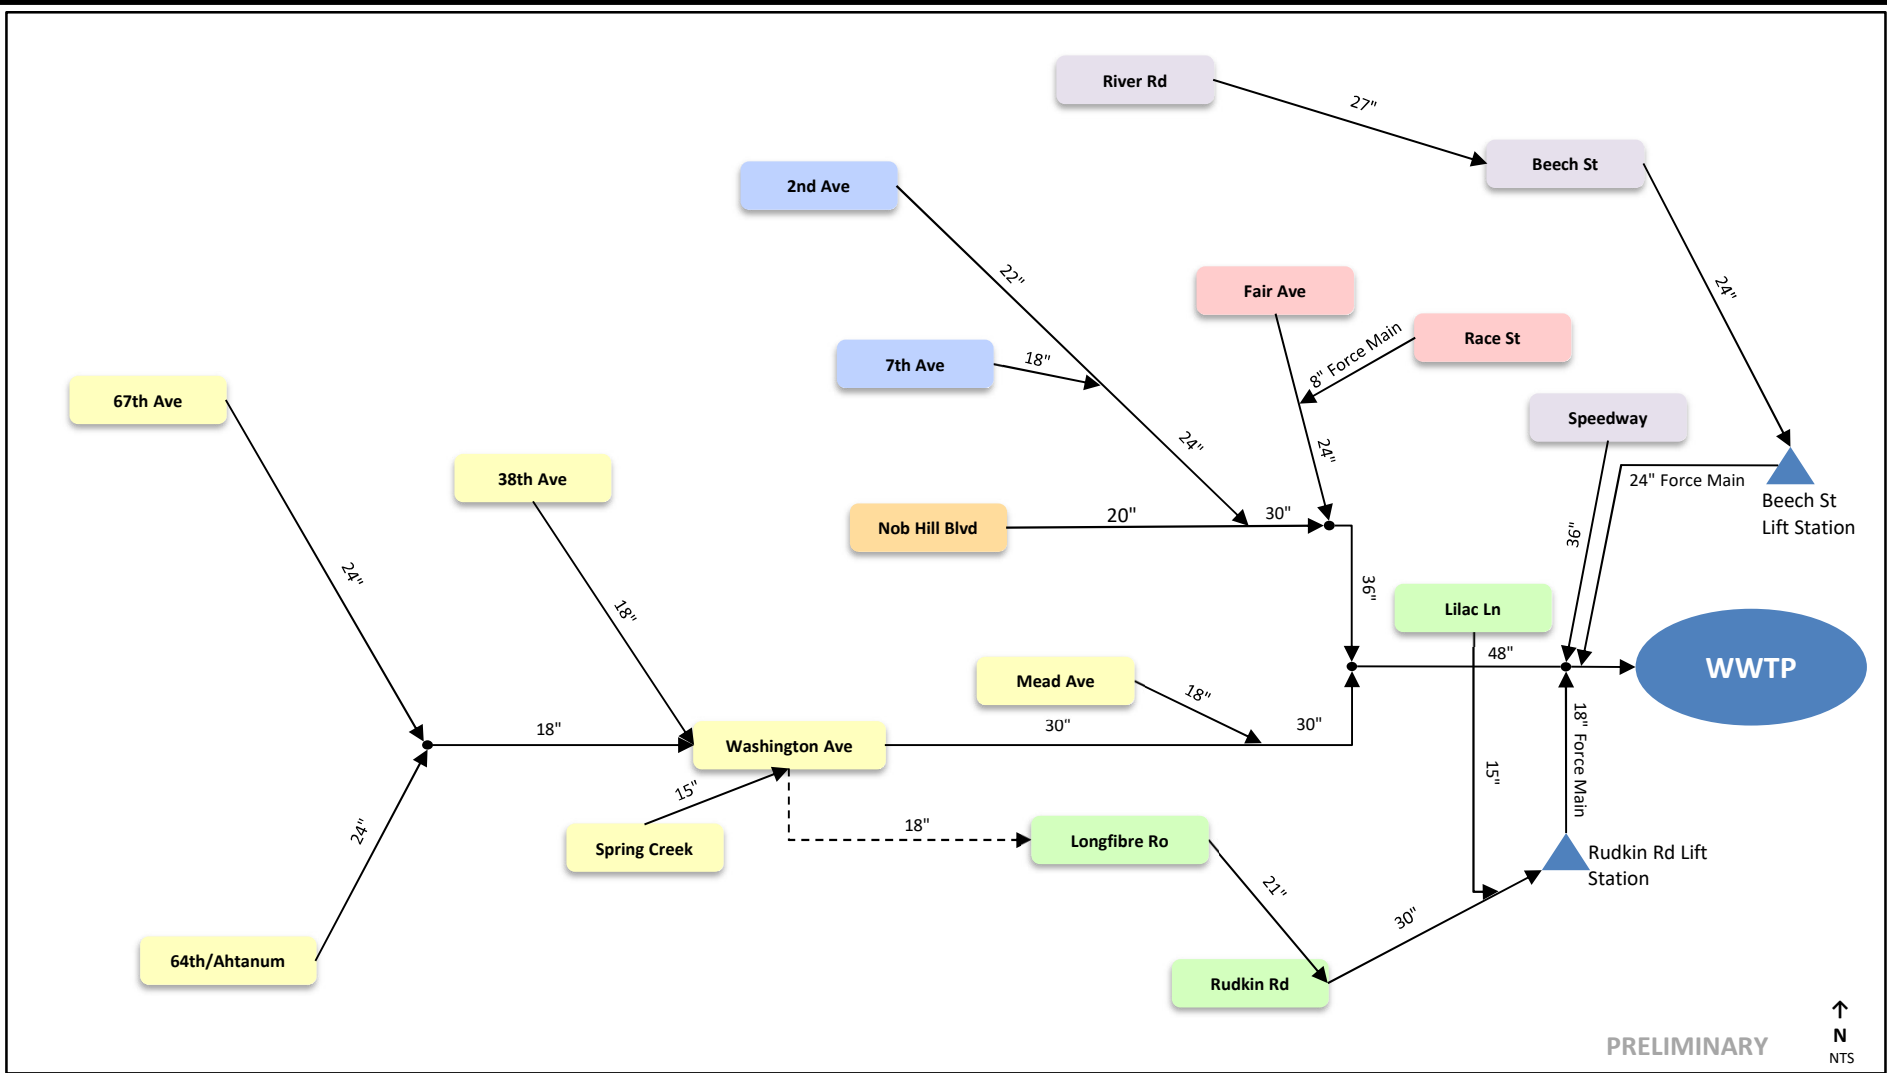 River Rd
27"
Beech St
2nd Ave
22"
24"
Fair Ave
Race St
8" Force Main
7th Ave
18"
67th Ave
Speedway
24"
24"
38th Ave
24" Force Main
Beech St
Lift Station
Nob Hill Blvd
20"
30"
36"
24"
18"
36"
Lilac Ln
48"
WWTP
Mead Ave
18"
18"
Washington Ave
30"
30"
18" Force Main
15"
15"
24"
18"
Spring Creek
Longfibre Ro
Rudkin Rd Lift
Station
21"
30"
64th/Ahtanum
Rudkin Rd
PRELIMINARY
N
NTS